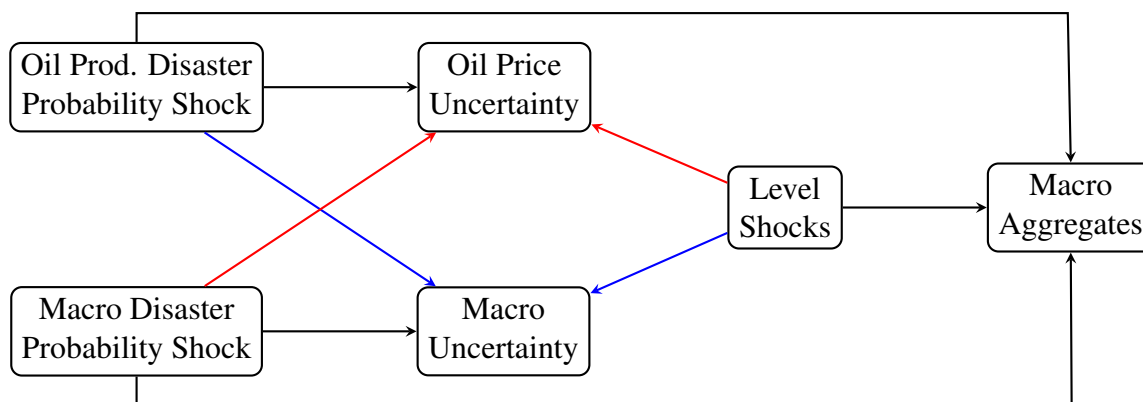 Oil Prod. Disaster
Probability Shock
Oil Price
Uncertainty
Level
Shocks
Macro
Aggregates
Macro Disaster
Probability Shock
Macro
Uncertainty